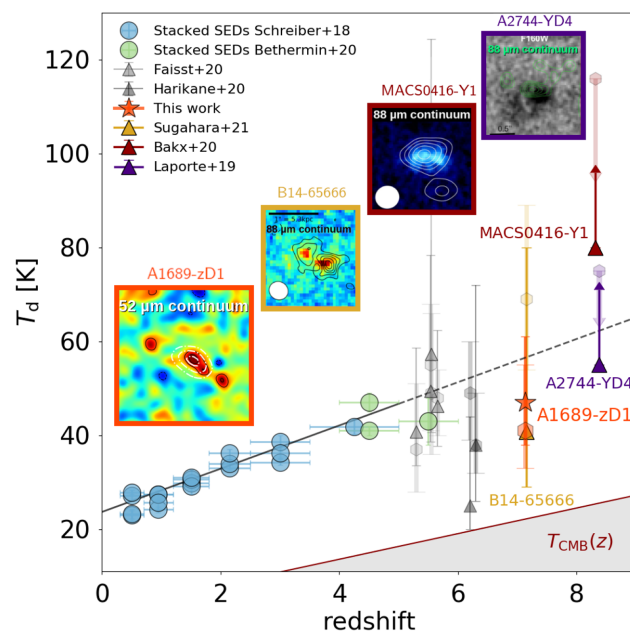 A2744-YD4
F160W
88 μm continuum
0.6"
MACS0416-Y1
88 μm continuum
B14-65666
88 μm continuum
A1689-zD1
52 μm continuum
Stacked SEDs Schreiber+18
Stacked SEDs Bethermin+20
Faisst+20
Harikane+20
This work
Sugahara+21
Bakx+20
Laporte+19
MACS0416-Y1
A2744-YD4
A1689-zD1
B14-65666
T_CMB(z)
T_d [K]
120
100
80
60
40
20
0
2
4
6
8
redshift